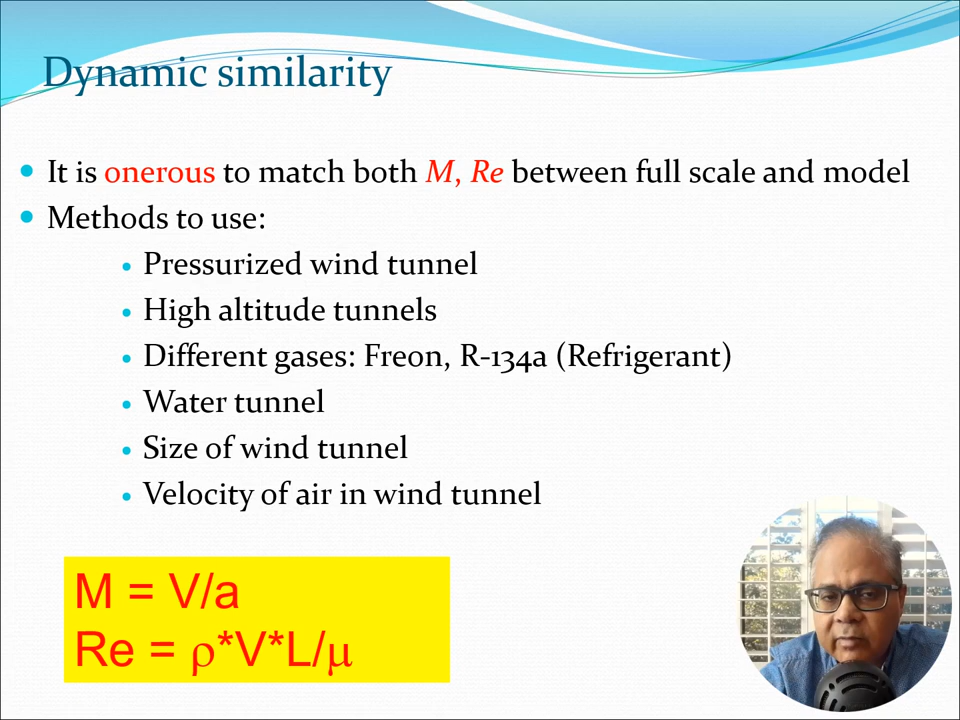 Dynamic similarity
It is onerous to match both M, Re between full scale and model
Methods to use:
Pressurized wind tunnel
High altitude tunnels
Different gases: Freon, R-134a (Refrigerant)
Water tunnel
Size of wind tunnel
Velocity of air in wind tunnel
M = V/a
Re = ρ*V*L/μ